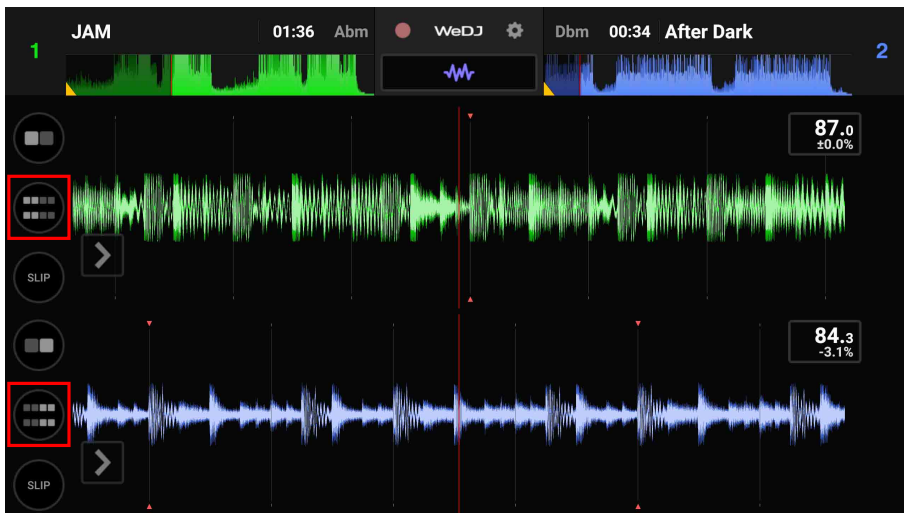 1 JAM 01:36 Abm WeDJ Dbm 00:34 After Dark 2
87.0
±0.0%
SLIP
84.3
-3.1%
SLIP